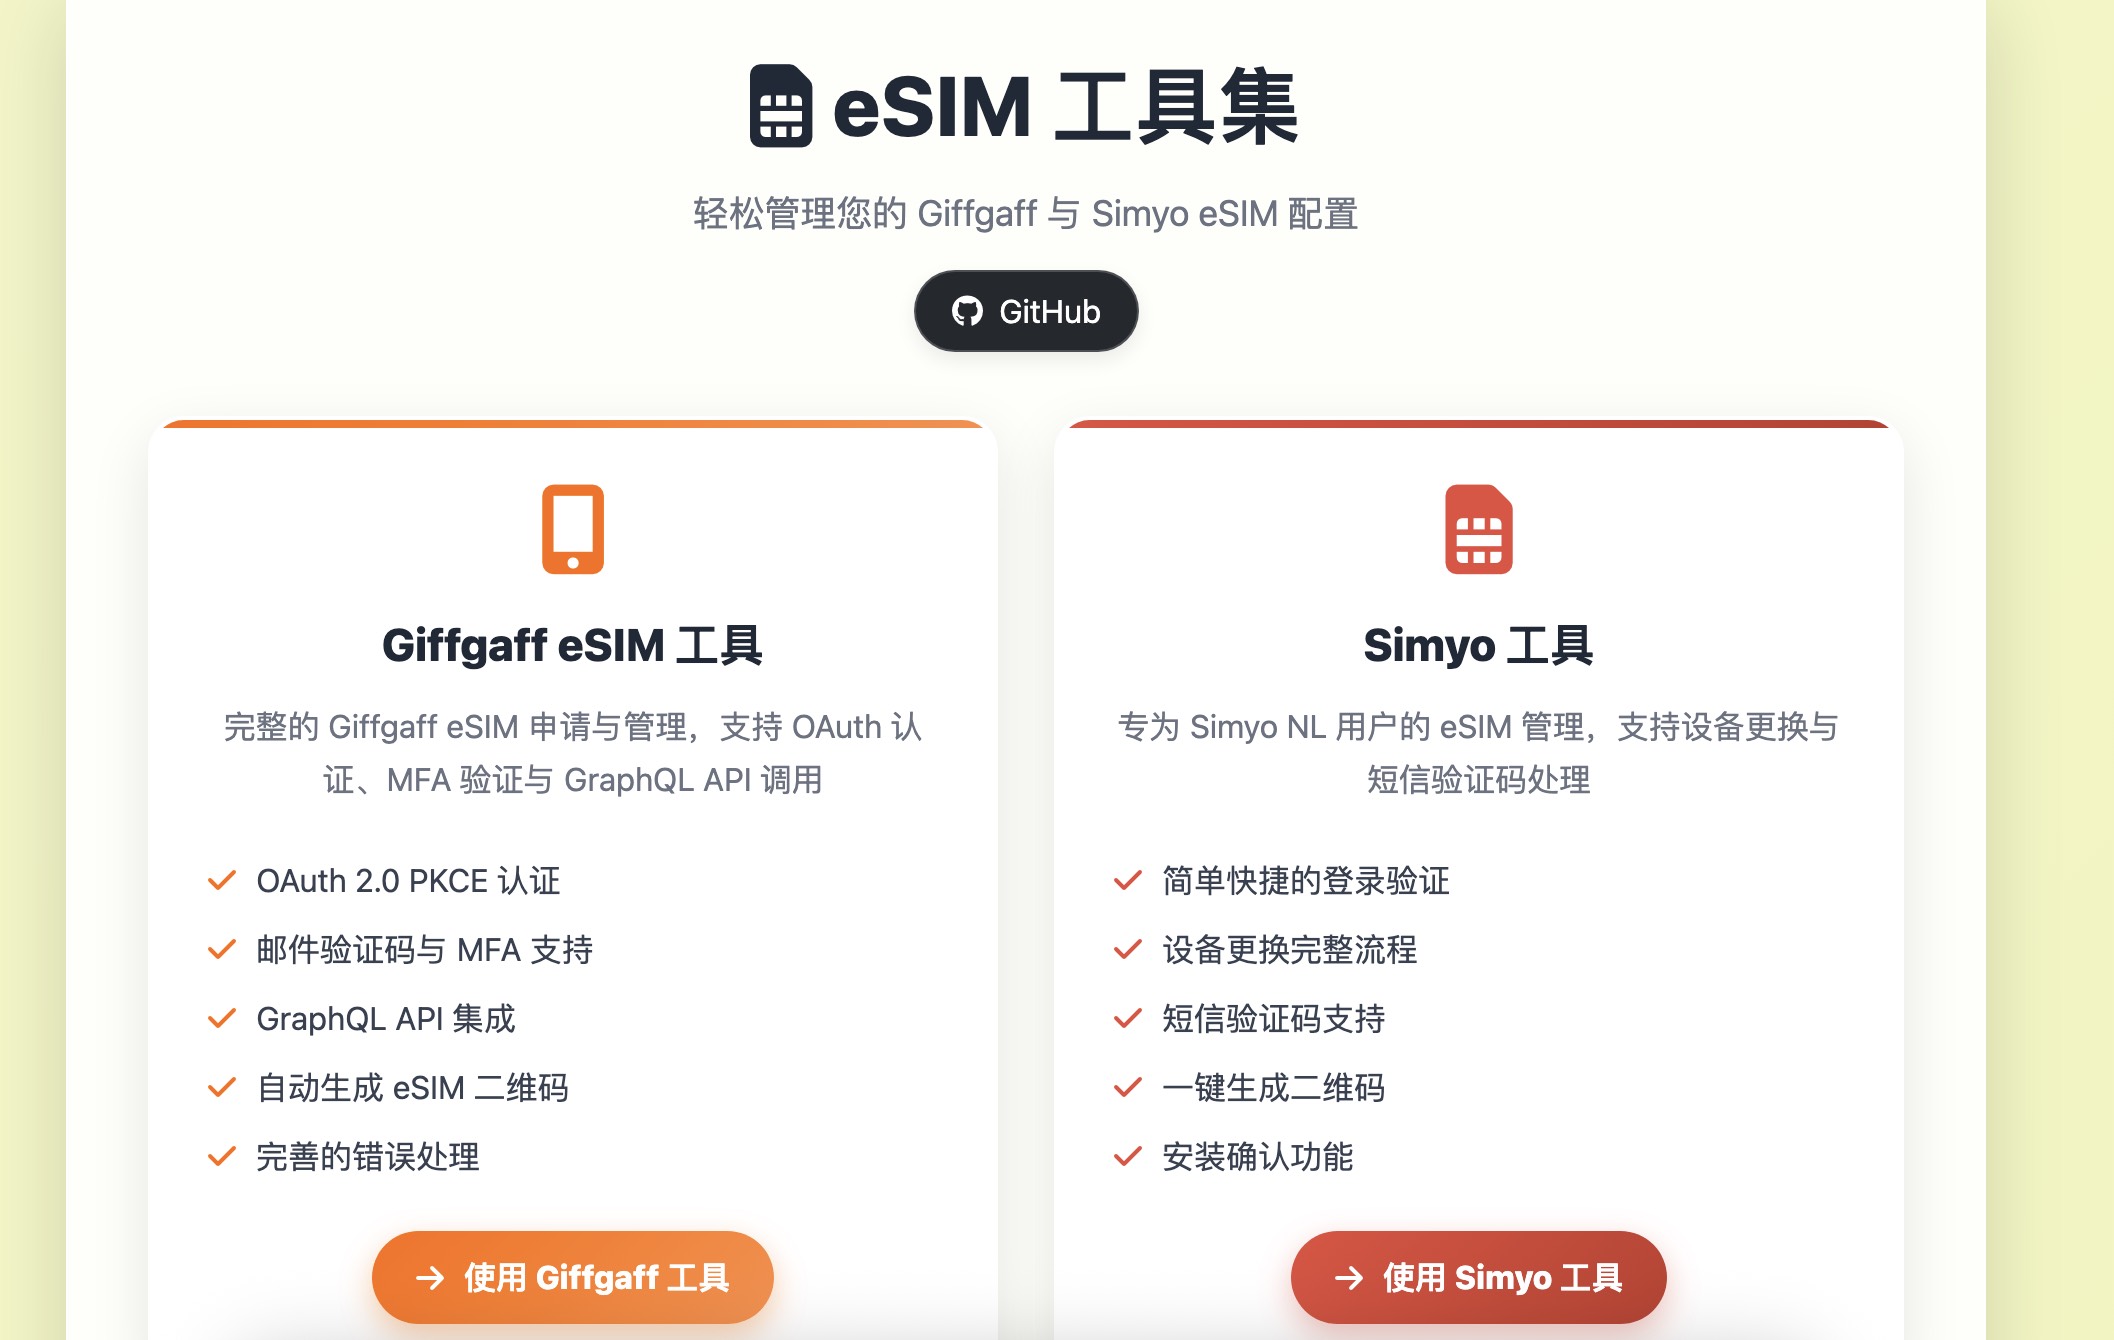 eSIM 工具集
轻松管理您的 Giffgaff 与 Simyo eSIM 配置
GitHub
Giffgaff eSIM 工具
完整的 Giffgaff eSIM 申请与管理，支持 OAuth 认
证、MFA 验证与 GraphQL API 调用
OAuth 2.0 PKCE 认证
邮件验证码与 MFA 支持
GraphQL API 集成
自动生成 eSIM 二维码
完善的错误处理
使用 Giffgaff 工具
Simyo 工具
专为 Simyo NL 用户的 eSIM 管理，支持设备更换与
短信验证码处理
简单快捷的登录验证
设备更换完整流程
短信验证码支持
一键生成二维码
安装确认功能
使用 Simyo 工具